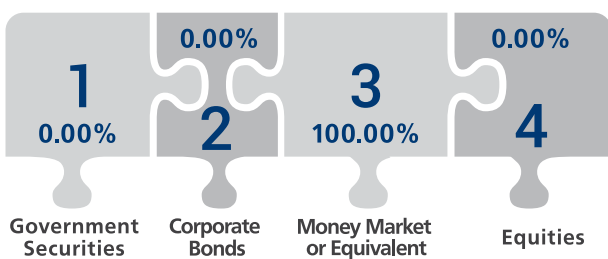 1
0.00%
Government
Securities
0.00%
2
Corporate
Bonds
3
100.00%
Money Market
or Equivalent
0.00%
4
Equities